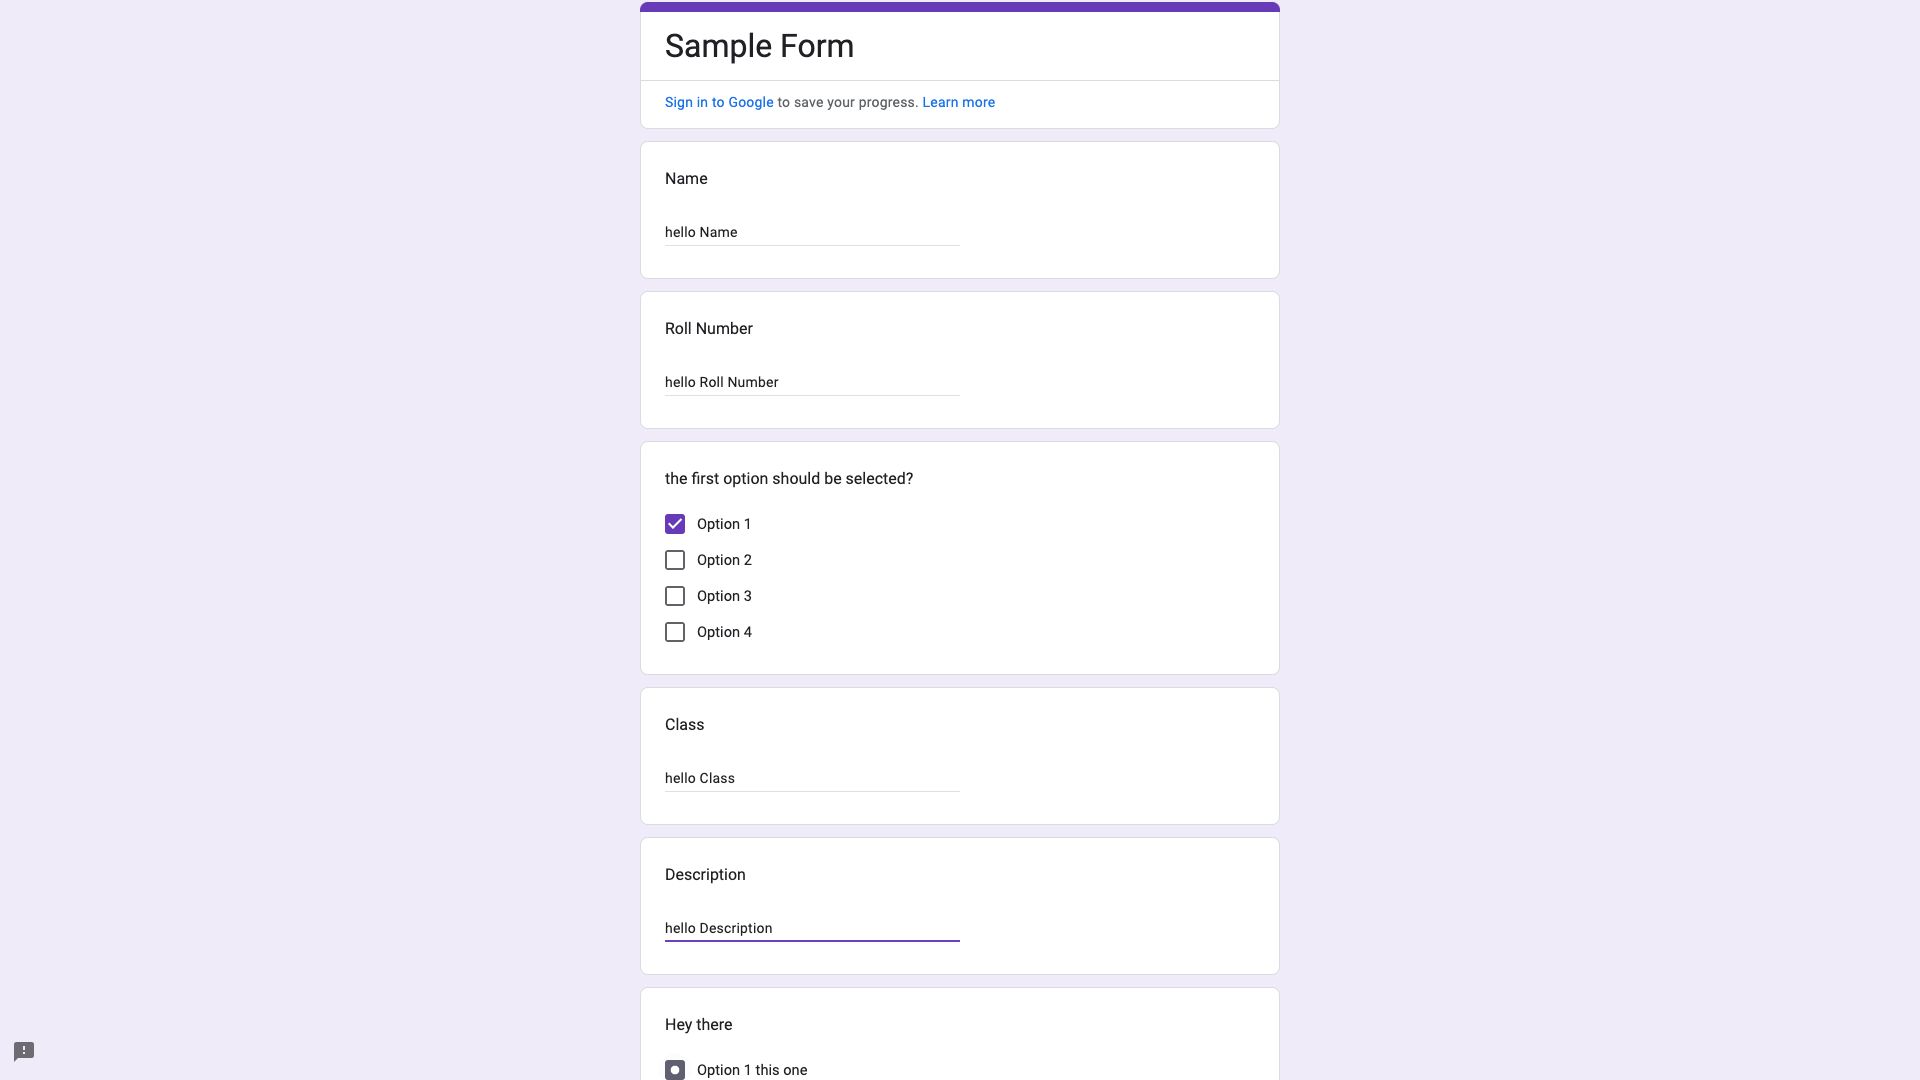 Sample Form
Sign in to Google to save your progress. Learn more
Name
hello Name
Roll Number
hello Roll Number
the first option should be selected?
Option 1
Option 2
Option 3
Option 4
Class
hello Class
Description
hello Description
Hey there
Option 1 this one